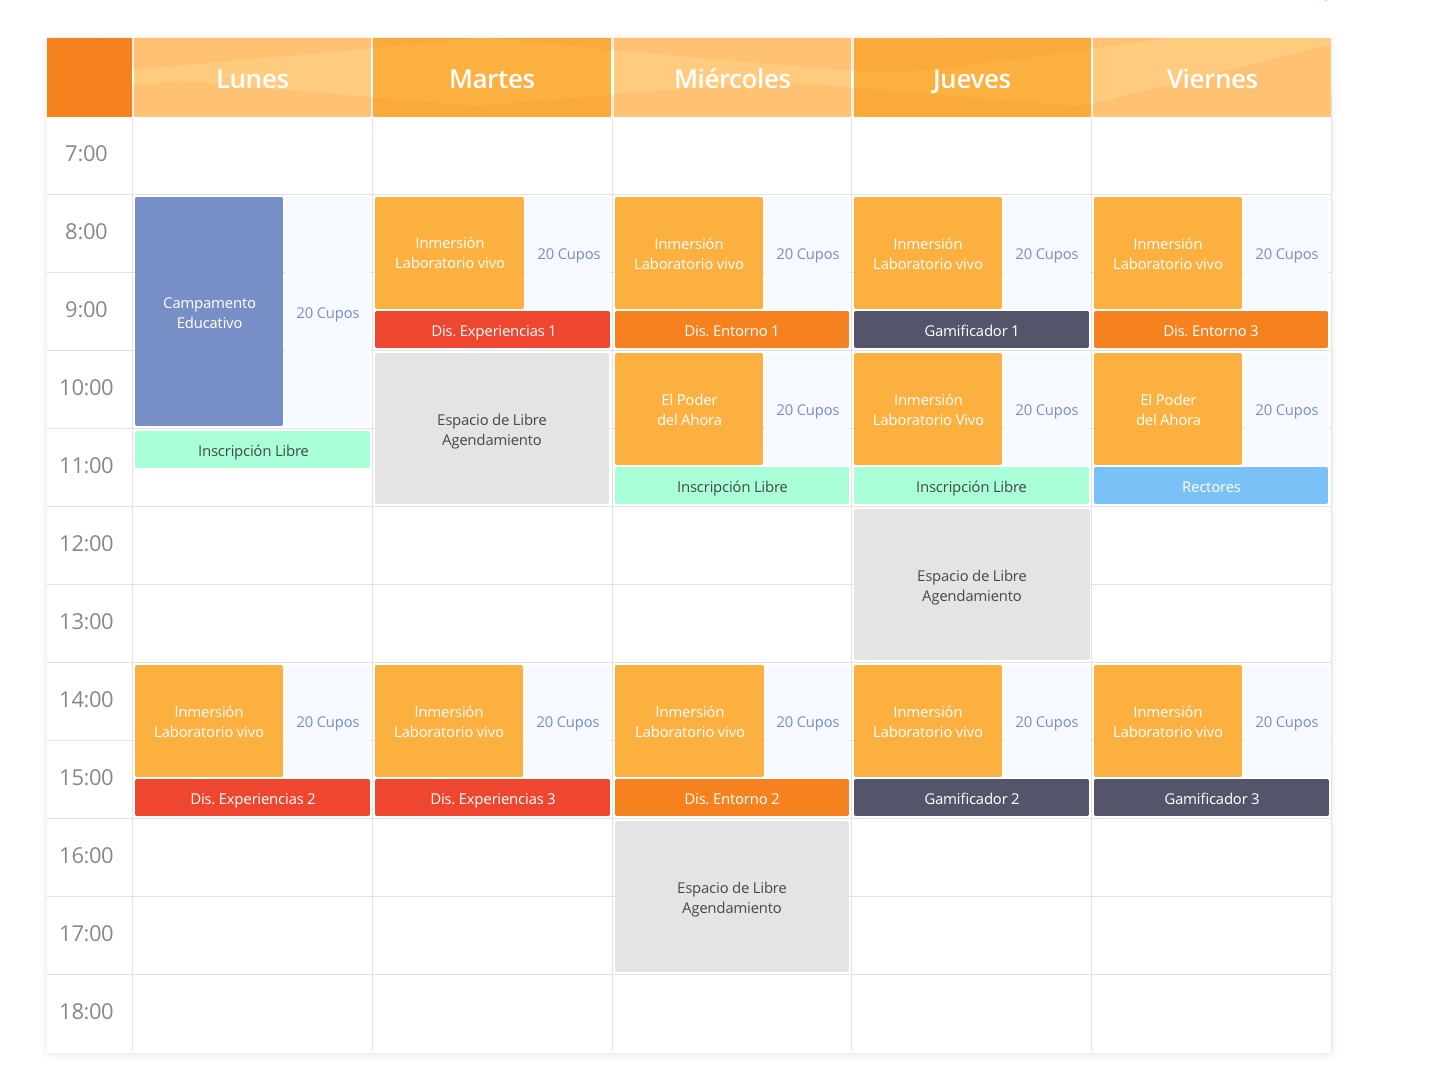 Lunes Martes Miércoles Jueves Viernes
7:00
8:00
Campamento
Educativo
20 Cupos
Inmersión
Laboratorio vivo
20 Cupos
Inmersión
Laboratorio vivo
20 Cupos
Inmersión
Laboratorio vivo
20 Cupos
Inmersión
Laboratorio vivo
20 Cupos
9:00
Dis. Experiencias 1
Dis. Entorno 1
Gamificador 1
Dis. Entorno 3
10:00
Espacio de Libre
Agendamiento
El Poder
del Ahora
20 Cupos
Inmersión
Laboratorio Vivo
20 Cupos
El Poder
del Ahora
20 Cupos
11:00
Inscripción Libre
Inscripción Libre
Inscripción Libre
Rectores
12:00
Espacio de Libre
Agendamiento
13:00
14:00
Inmersión
Laboratorio vivo
20 Cupos
Inmersión
Laboratorio vivo
20 Cupos
Inmersión
Laboratorio vivo
20 Cupos
Inmersión
Laboratorio vivo
20 Cupos
Inmersión
Laboratorio vivo
20 Cupos
15:00
Dis. Experiencias 2
Dis. Experiencias 3
Dis. Entorno 2
Gamificador 2
Gamificador 3
16:00
Espacio de Libre
Agendamiento
17:00
18:00